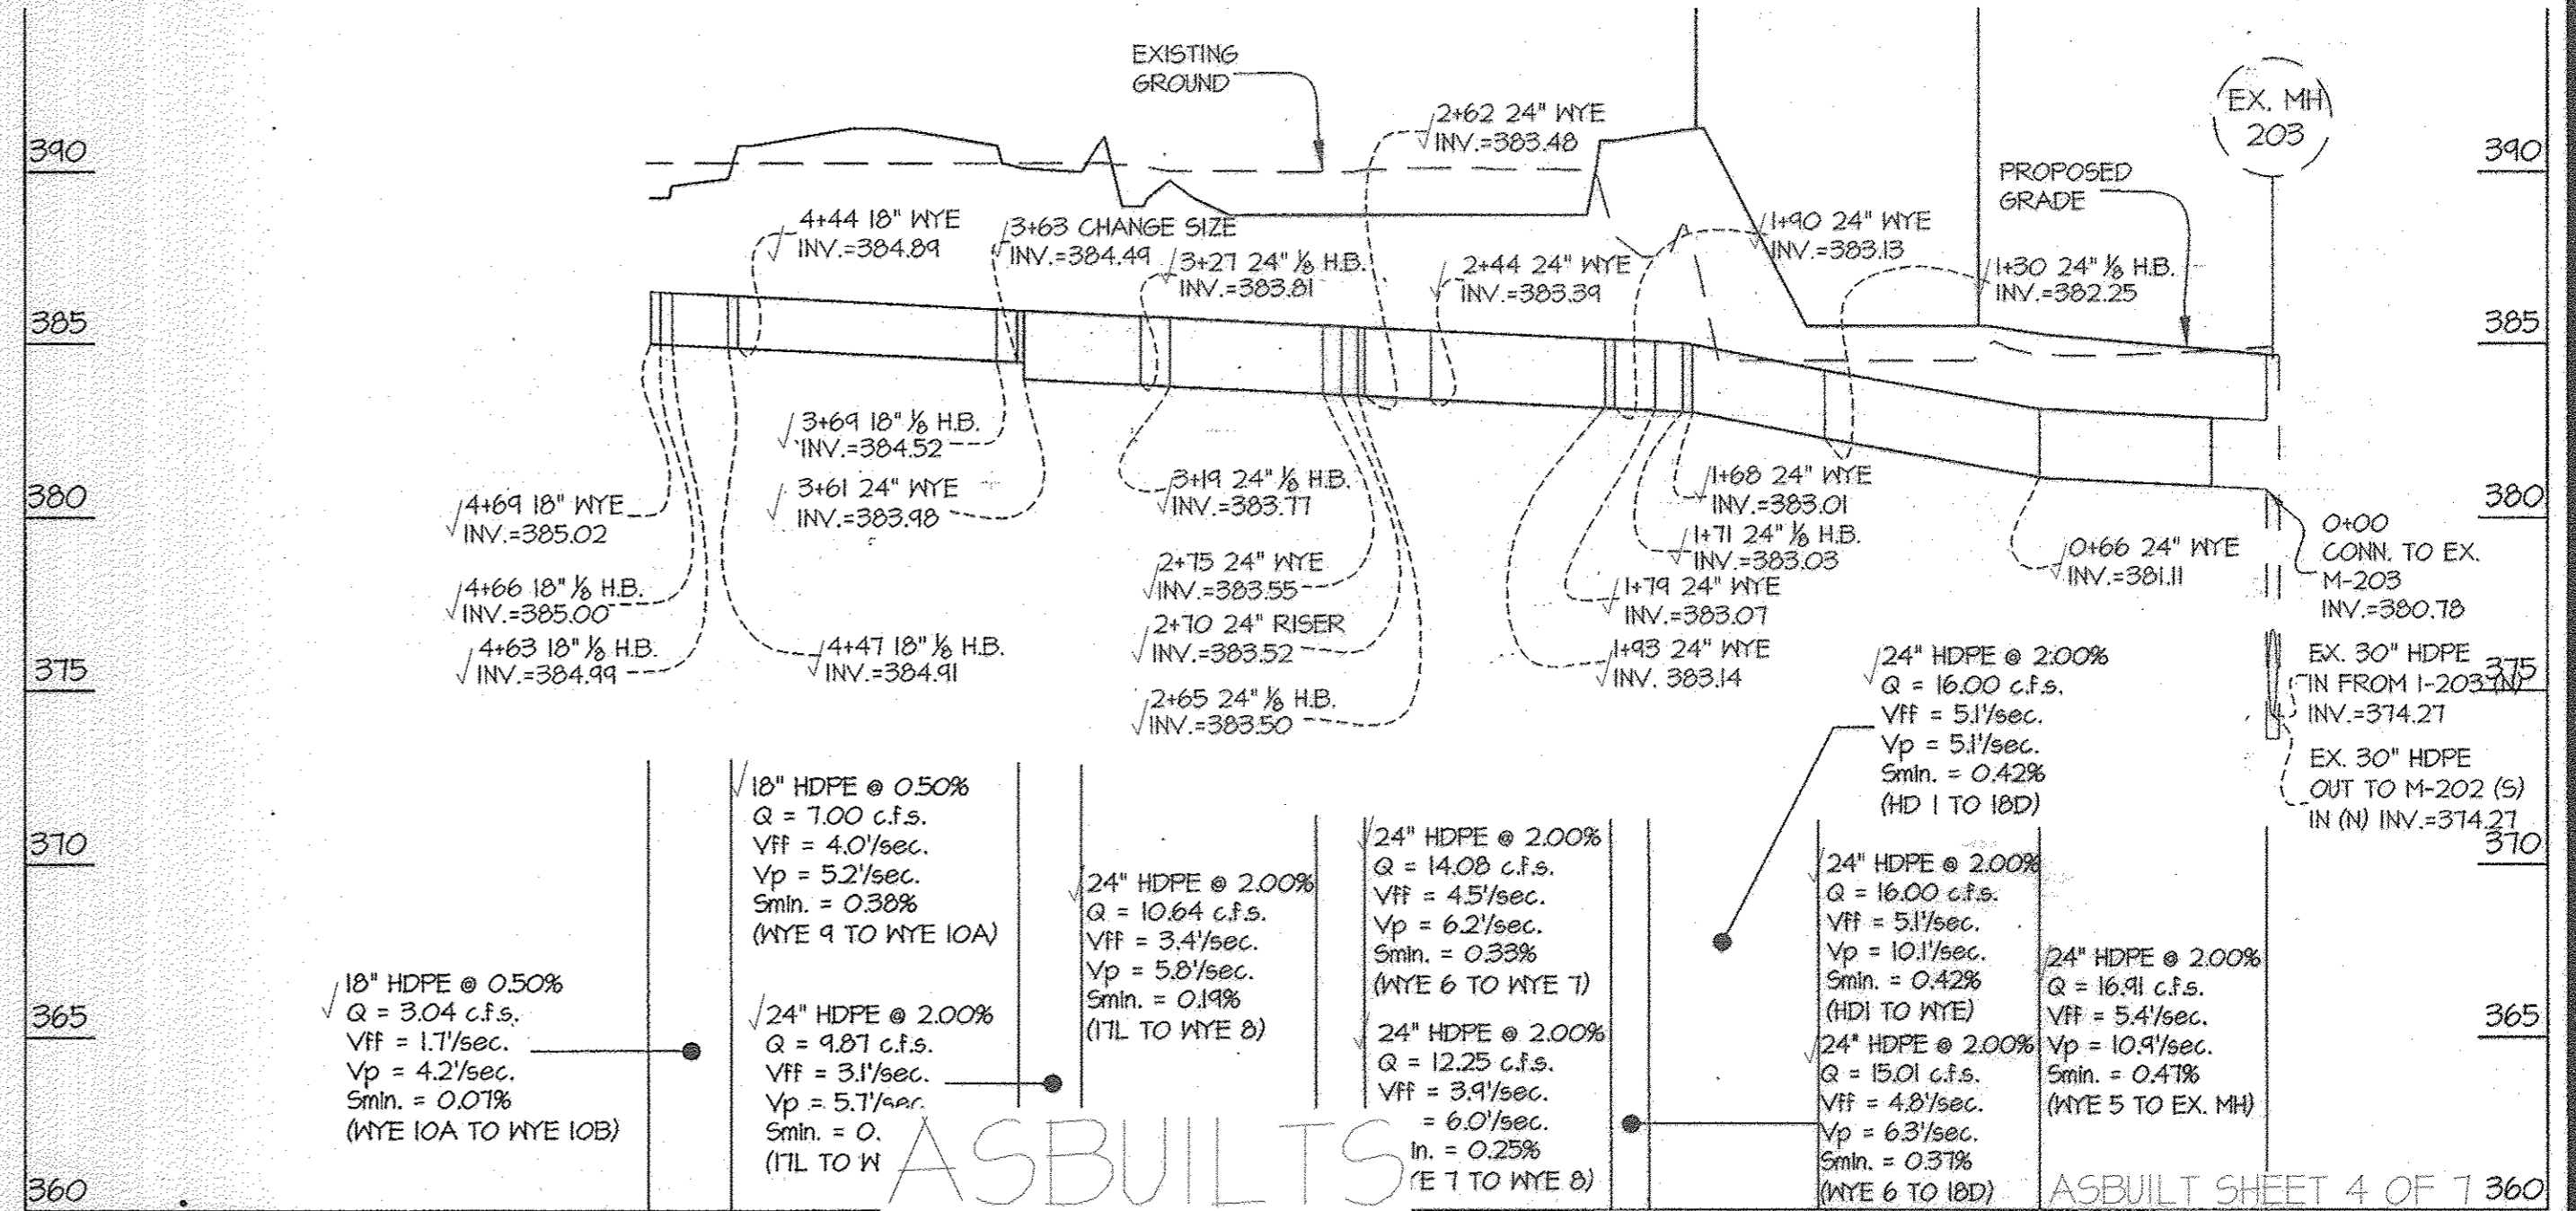 EXISTING
GROUND
EX. MH
203
390
390
2+62 24" WYE
INV.=383.48
PROPOSED
GRADE
4+44 18" WYE
INV.=384.89
3+63 CHANGE SIZE
INV.=384.49
3+27 24" ⅛ H.B.
INV.=383.81
2+44 24" WYE
INV.=383.39
1+90 24" WYE
INV.=383.13
1+30 24" ⅛ H.B.
INV.=382.25
385
385
3+69 18" ⅛ H.B.
INV.=384.52
3+61 24" WYE
INV.=383.98
3+19 24" ⅛ H.B.
INV.=383.77
1+68 24" WYE
INV.=383.01
1+71 24" ⅛ H.B.
INV.=383.03
380
380
4+69 18" WYE
INV.=385.02
4+66 18" ⅛ H.B.
INV.=385.00
4+63 18" ⅛ H.B.
INV.=384.99
4+47 18" ⅛ H.B.
INV.=384.91
2+75 24" WYE
INV.=383.55
2+70 24" RISER
INV.=383.52
2+65 24" ⅛ H.B.
INV.=383.50
1+79 24" WYE
INV.=383.07
1+93 24" WYE
INV. 383.14
0+66 24" WYE
INV.=381.11
0+00
CONN. TO EX.
M-203
INV.=380.78
375
375
EX. 30" HDPE
IN FROM I-203 (N)
INV.=374.27
EX. 30" HDPE
OUT TO M-202 (S)
IN (N) INV.=374.27
24" HDPE @ 2.00%
Q = 16.00 c.f.s.
Vff = 5.1'/sec.
Vp = 5.1'/sec.
Smin. = 0.42%
(HD 1 TO 18D)
370
370
18" HDPE @ 0.50%
Q = 7.00 c.f.s.
Vff = 4.0'/sec.
Vp = 5.2'/sec.
Smin. = 0.38%
(WYE 9 TO WYE 10A)
24" HDPE @ 2.00%
Q = 10.64 c.f.s.
Vff = 3.4'/sec.
Vp = 5.8'/sec.
Smin. = 0.19%
(17L TO WYE 8)
24" HDPE @ 2.00%
Q = 14.08 c.f.s.
Vff = 4.5'/sec.
Vp = 6.2'/sec.
Smin. = 0.33%
(WYE 6 TO WYE 7)
24" HDPE @ 2.00%
Q = 16.00 c.f.s.
Vff = 5.1'/sec.
Vp = 10.1'/sec.
Smin. = 0.42%
(HD1 TO WYE)
24" HDPE @ 2.00%
Q = 16.91 c.f.s.
Vff = 5.4'/sec.
Vp = 10.9'/sec.
Smin. = 0.47%
(WYE 5 TO EX. MH)
365
365
18" HDPE @ 0.50%
Q = 3.04 c.f.s.
Vff = 1.7'/sec.
Vp = 4.2'/sec.
Smin. = 0.07%
(WYE 10A TO WYE 10B)
24" HDPE @ 2.00%
Q = 9.87 c.f.s.
Vff = 3.1'/sec.
Vp = 5.7'/sec.
Smin. = 0.
(17L TO W
24" HDPE @ 2.00%
Q = 12.25 c.f.s.
Vff = 3.9'/sec.
= 6.0'/sec.
in. = 0.25%
E 7 TO WYE 8)
24" HDPE @ 2.00%
Q = 15.01 c.f.s.
Vff = 4.8'/sec.
Vp = 6.3'/sec.
Smin. = 0.37%
(WYE 6 TO 18D)
360
ASBUILTS
ASBUILT SHEET 4 OF 7
360